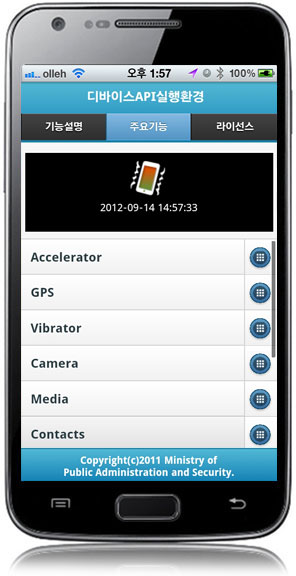 olleh 오후 1:57 100%
디바이스API실행환경
기능설명 주요기능 라이선스
2012-09-14 14:57:33
Accelerator
GPS
Vibrator
Camera
Media
Contacts
Copyright(c)2011 Ministry of
Public Administration and Security.